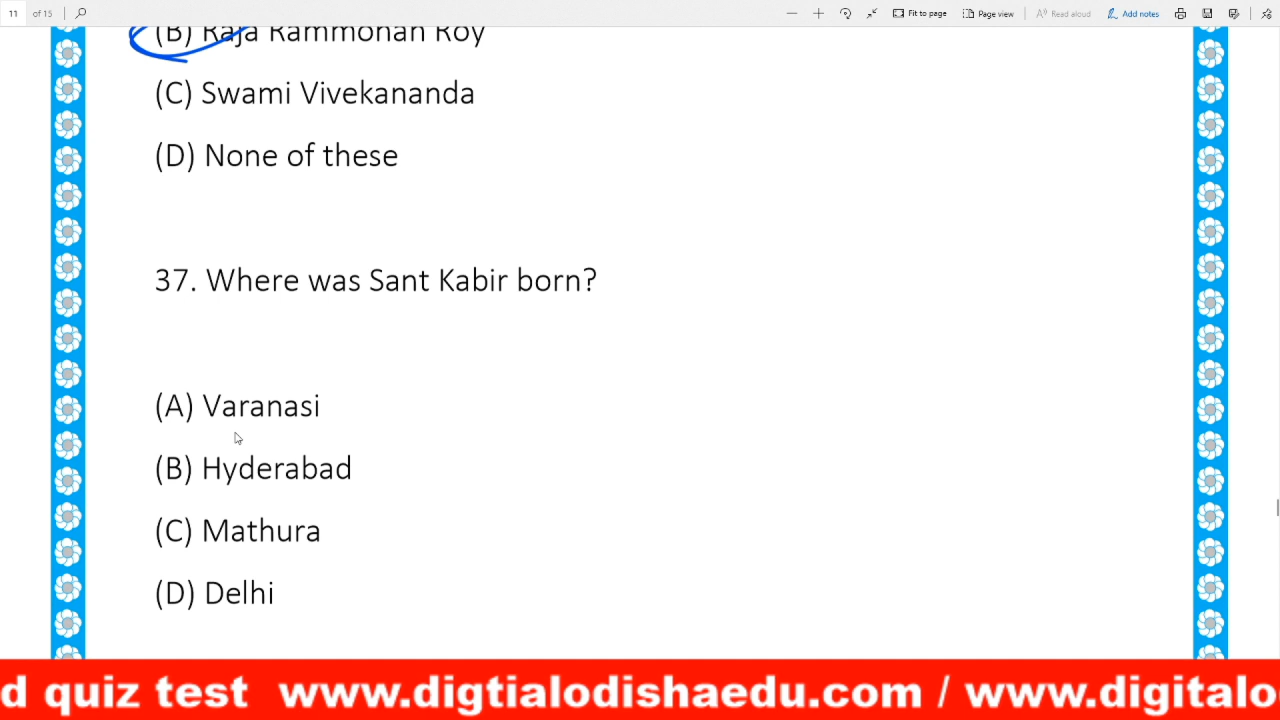 11 of 15 Fit to page Page view Read aloud Add notes
(B) Raja Rammohan Roy
(C) Swami Vivekananda
(D) None of these
37. Where was Sant Kabir born?
(A) Varanasi
(B) Hyderabad
(C) Mathura
(D) Delhi
d quiz test www.digtialodishaedu.com / www.digitalo